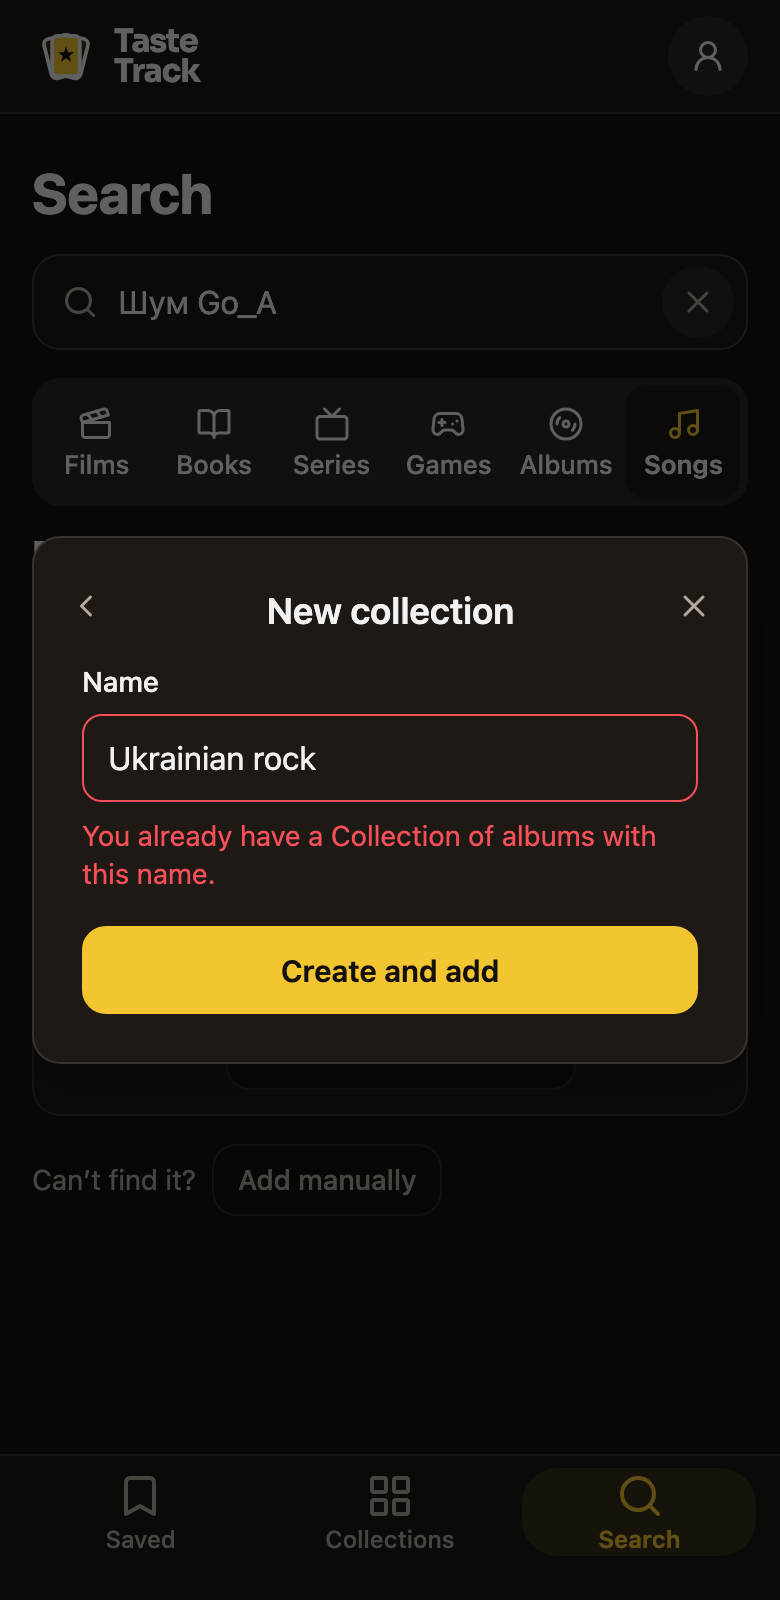 Taste
Track
Search
Шум Go_A
Films
Books
Series
Games
Albums
Songs
New collection
Name
Ukrainian rock
You already have a Collection of albums with
this name.
Create and add
Can't find it?
Add manually
Saved
Collections
Search